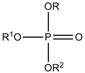 OR
R¹O P O
OR²